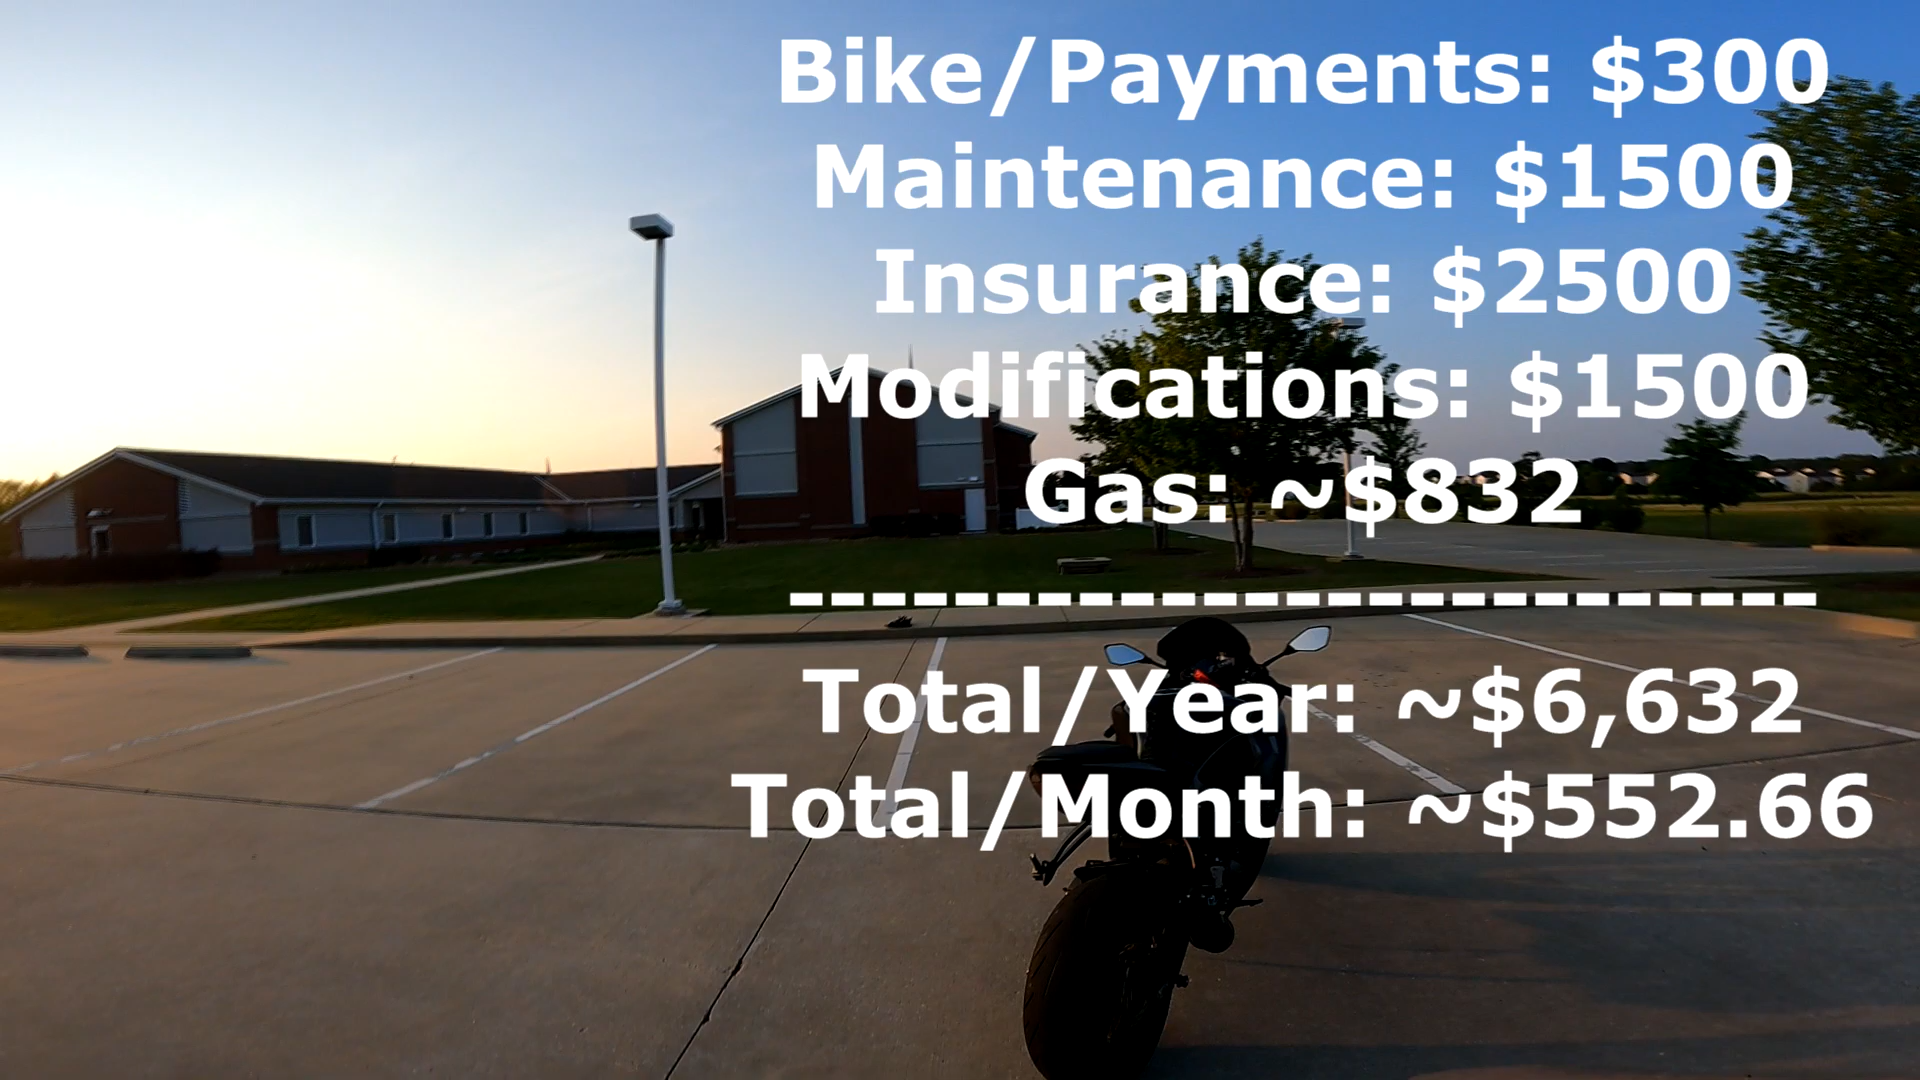 Bike/Payments: $300
Maintenance: $1500
Insurance: $2500
Modifications: $1500
Gas: ~$832
---------------------------
Total/Year: ~$6,632
Total/Month: ~$552.66